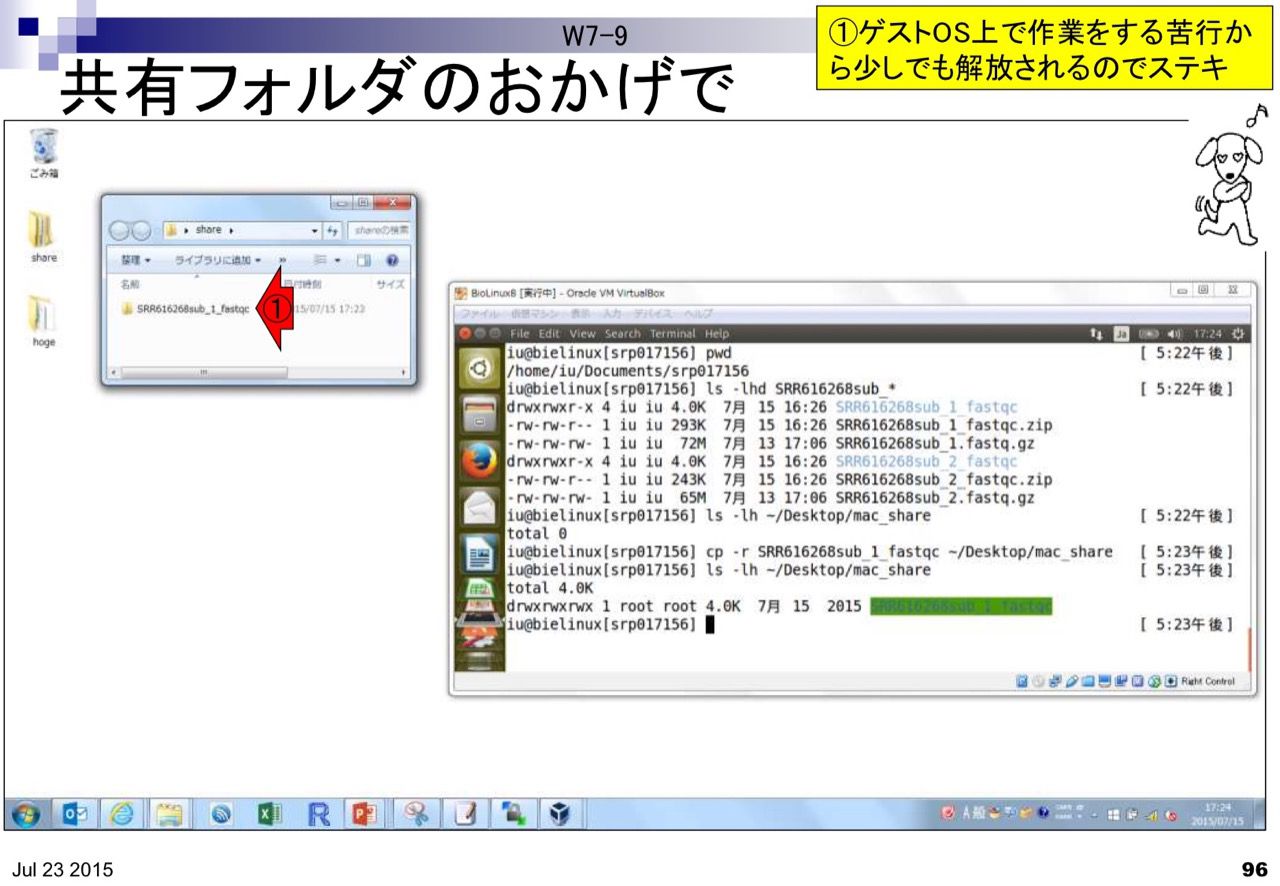 W7-9
共有フォルダのおかげで
①ゲストOS上で作業をする苦行か
ら少しでも解放されるのでステキ
ごみ箱
share
hoge
share
shareの検索
整理 ライブラリに追加 »
名前 日付時刻 サイズ
SRR616268sub_1_fastqc ① 15/07/15 17:23
BioLinux8 [実行中] - Oracle VM VirtualBox
ファイル 仮想マシン 表示 入力 デバイス ヘルプ
File Edit View Search Terminal Help Ja 17:24
iu@bielinux[srp017156] pwd [ 5:22午後]
/home/iu/Documents/srp017156
iu@bielinux[srp017156] ls -lhd SRR616268sub_* [ 5:22午後]
drwxrwxr-x 4 iu iu 4.0K 7月 15 16:26 SRR616268sub_1_fastqc
-rw-rw-r-- 1 iu iu 293K 7月 15 16:26 SRR616268sub_1_fastqc.zip
-rw-rw-rw- 1 iu iu 72M 7月 13 17:06 SRR616268sub_1.fastq.gz
drwxrwxr-x 4 iu iu 4.0K 7月 15 16:26 SRR616268sub_2_fastqc
-rw-rw-r-- 1 iu iu 243K 7月 15 16:26 SRR616268sub_2_fastqc.zip
-rw-rw-rw- 1 iu iu 65M 7月 13 17:06 SRR616268sub_2.fastq.gz
iu@bielinux[srp017156] ls -lh ~/Desktop/mac_share [ 5:22午後]
total 0
iu@bielinux[srp017156] cp -r SRR616268sub_1_fastqc ~/Desktop/mac_share [ 5:23午後]
iu@bielinux[srp017156] ls -lh ~/Desktop/mac_share [ 5:23午後]
total 4.0K
drwxrwxrwx 1 root root 4.0K 7月 15 2015 SRR616268sub_1_fastqc
iu@bielinux[srp017156] [ 5:23午後]
Right Control
17:24
2015/07/15
Jul 23 2015
96